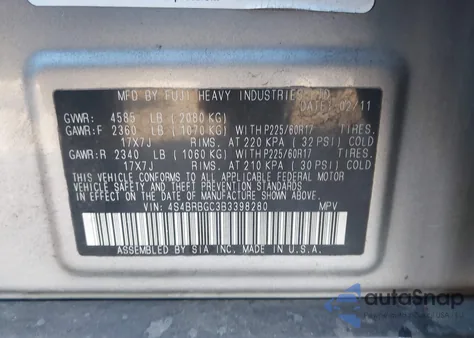 MFD BY FUJI HEAVY INDUSTRIES LTD.
DATE: 02/11
GVWR: 4585 LB ( 2080 KG)
GAWR:F 2360 LB ( 1070 KG) WITH P225/60R17 TIRES.
17X7J RIMS. AT 220 KPA ( 32 PSI) COLD
GAWR:R 2340 LB ( 1060 KG) WITH P225/60R17 TIRES.
17X7J RIMS. AT 210 KPA ( 30 PSI) COLD
THIS VEHICLE CONFORMS TO ALL APPLICABLE
FEDERAL MOTOR VEHICLE SAFETY STANDARDS
IN EFFECT ON THE DATE OF MANUFACTURE
SHOWN ABOVE.
VIN: 4S4BRBGC3B3398280 MPV
ASSEMBLED BY SIA INC. MADE IN U.S.A.
autoSnap